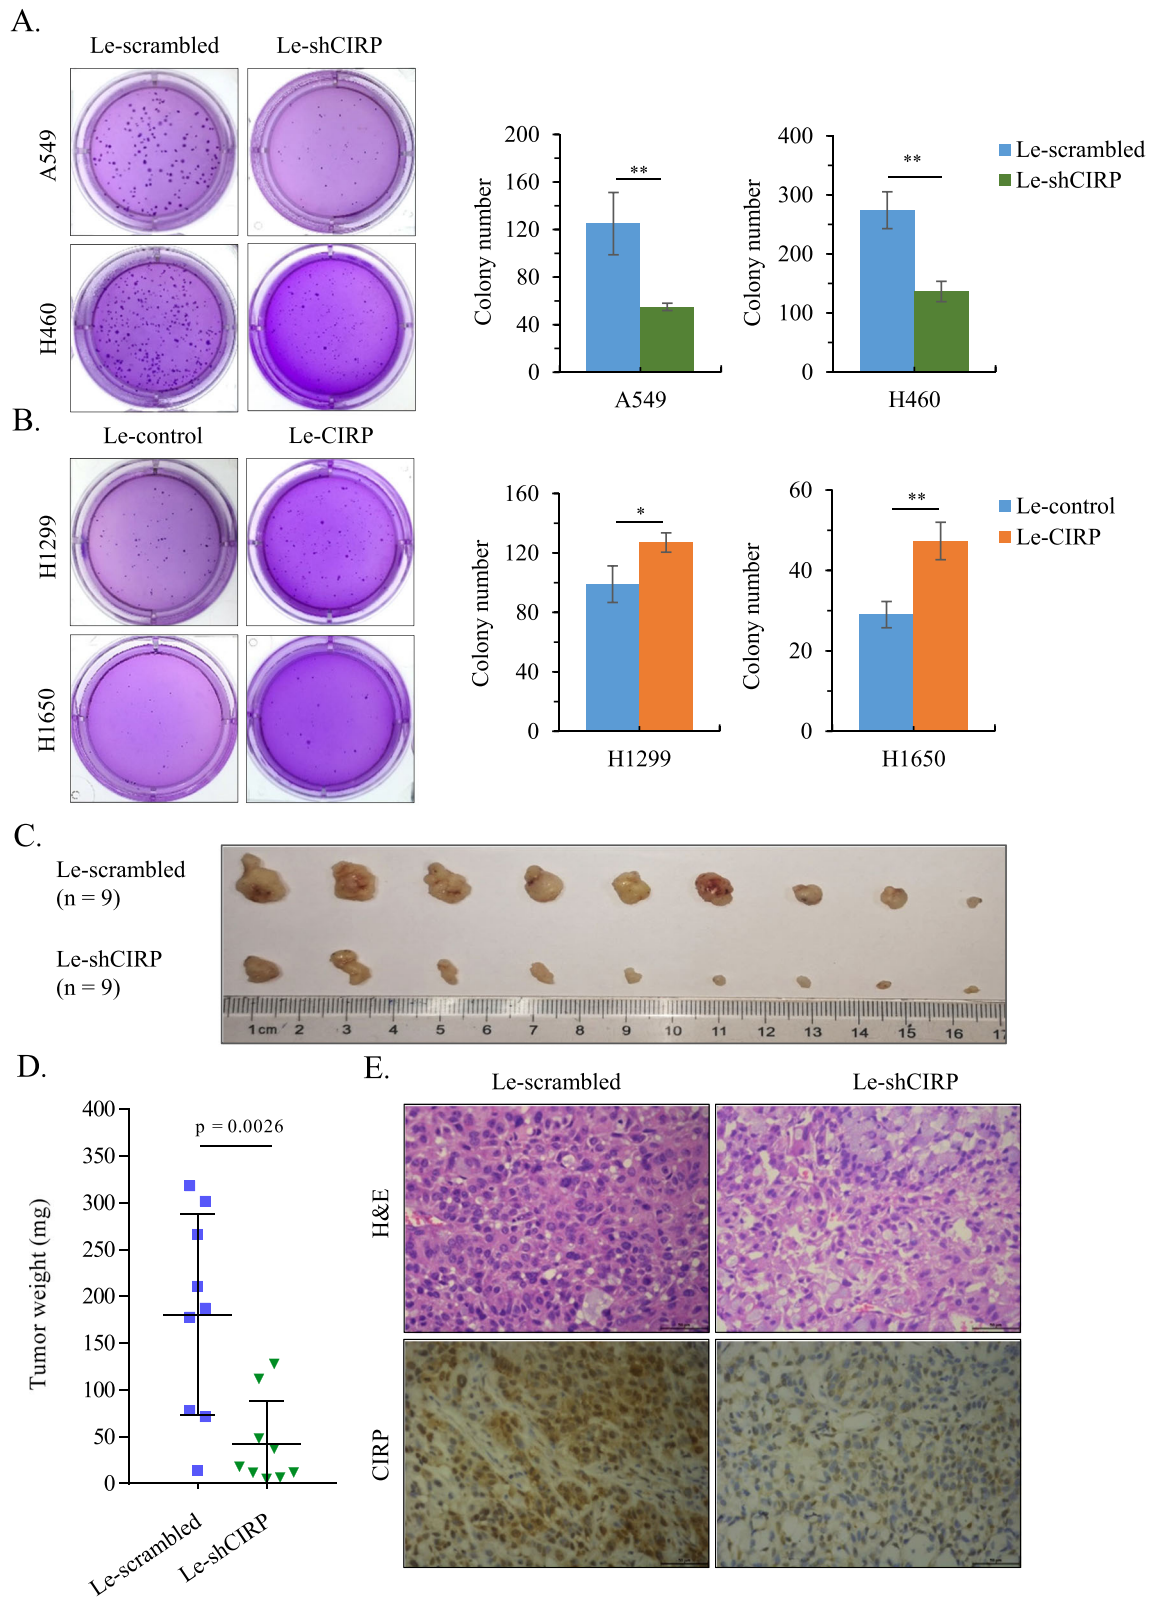 A.
Le-scrambled Le-shCIRP
A549
H460
Colony number
200
160
120
80
40
0
**
A549
Colony number
400
300
200
100
0
**
H460
Le-scrambled
Le-shCIRP
B.
Le-control Le-CIRP
H1299
H1650
Colony number
160
120
80
40
0
*
H1299
Colony number
60
40
20
0
**
H1650
Le-control
Le-CIRP
C.
Le-scrambled
(n = 9)
Le-shCIRP
(n = 9)
1cm 2 3 4 5 6 7 8 9 10 11 12 13 14 15 16 17
D.
Tumor weight (mg)
400
350
300
250
200
150
100
50
0
p = 0.0026
Le-scrambled
Le-shCIRP
E.
Le-scrambled Le-shCIRP
H&E
CIRP